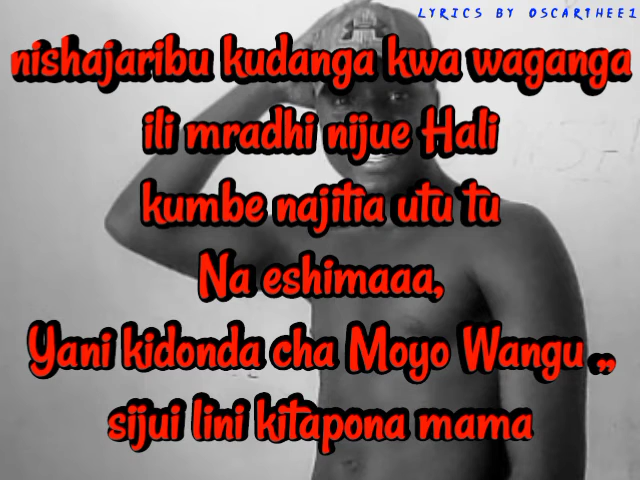 LYRICS BY OSCARTHEE1
nishajaribu kudanga kwa waganga
ili mradhi nijue Hali
kumbe najitia utu tu
Na eshimaaa,
Yani kidonda cha Moyo Wangu ,,
sijui lini kitapona mama